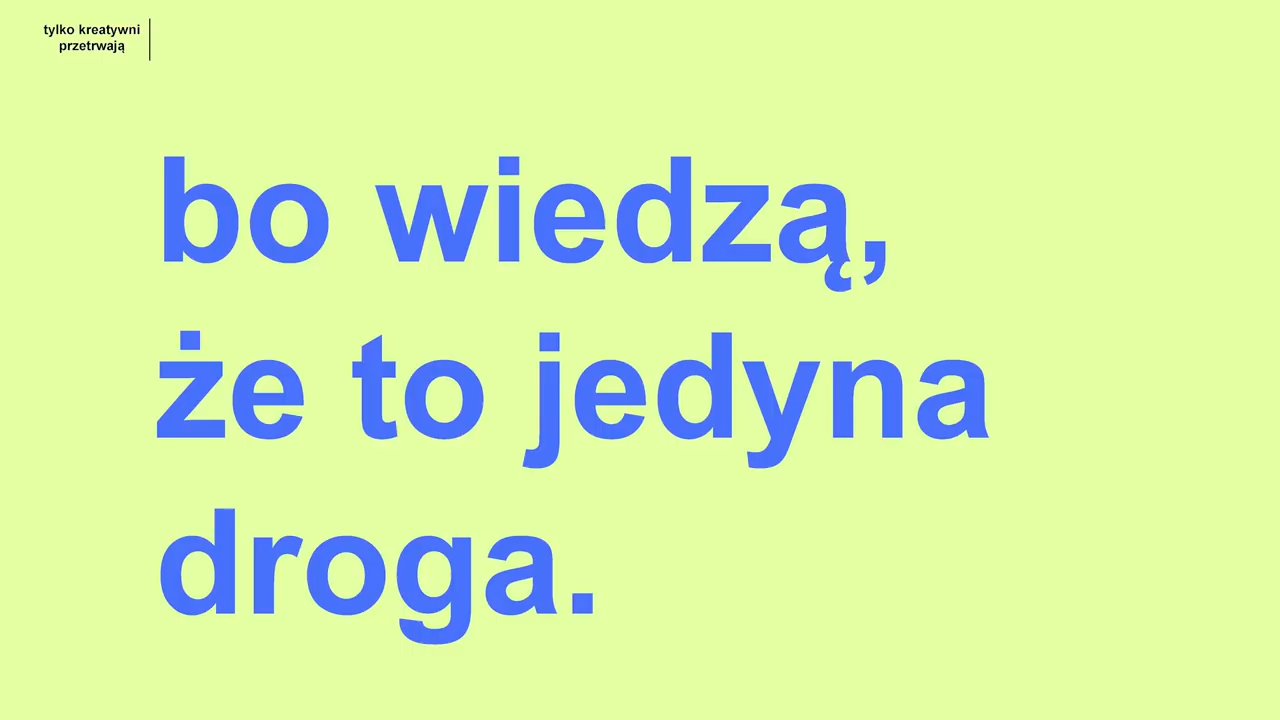 tylko kreatywni
przetrwają
bo wiedzą,
że to jedyna
droga.